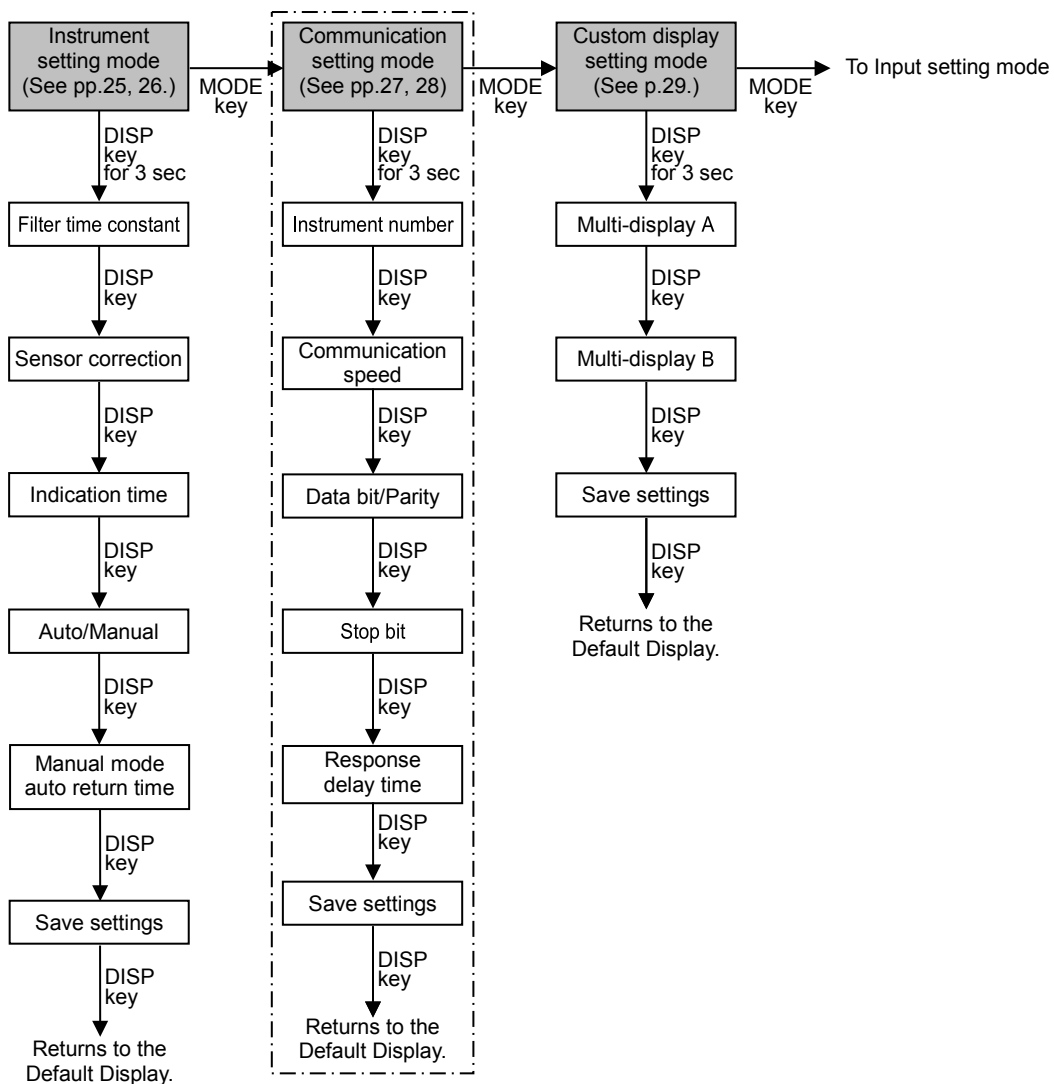 Instrument
setting mode
(See pp.25, 26.)
MODE
key
Communication
setting mode
(See pp.27, 28)
MODE
key
Custom display
setting mode
(See p.29.)
MODE
key
To Input setting mode
DISP
key
for 3 sec
Filter time constant
DISP
key
Sensor correction
DISP
key
Indication time
DISP
key
Auto/Manual
DISP
key
Manual mode
auto return time
DISP
key
Save settings
DISP
key
Returns to the
Default Display.
DISP
key
for 3 sec
Instrument number
DISP
key
Communication
speed
DISP
key
Data bit/Parity
DISP
key
Stop bit
DISP
key
Response
delay time
DISP
key
Save settings
DISP
key
Returns to the
Default Display.
DISP
key
for 3 sec
Multi-display A
DISP
key
Multi-display B
DISP
key
Save settings
DISP
key
Returns to the
Default Display.